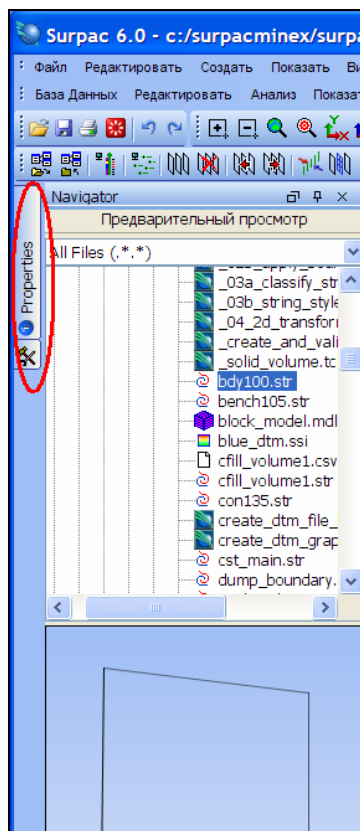 Surpac 6.0 - c:/surpacminex/surpa
Файл Редактировать Создать Показать Ви
База Данных Редактировать Анализ Показат
Navigator
Предварительный просмотр
Properties
All Files (*.*)
_03a_classify_str
_03b_string_style
_04_2d_transform
_create_and_vali
_solid_volume.tc
bdy100.str
bench105.str
block_model.mdl
blue_dtm.ssi
cfill_volume1.csv
cfill_volume1.str
con135.str
create_dtm_file_
create_dtm_grap
cst_main.str
dump_boundary.